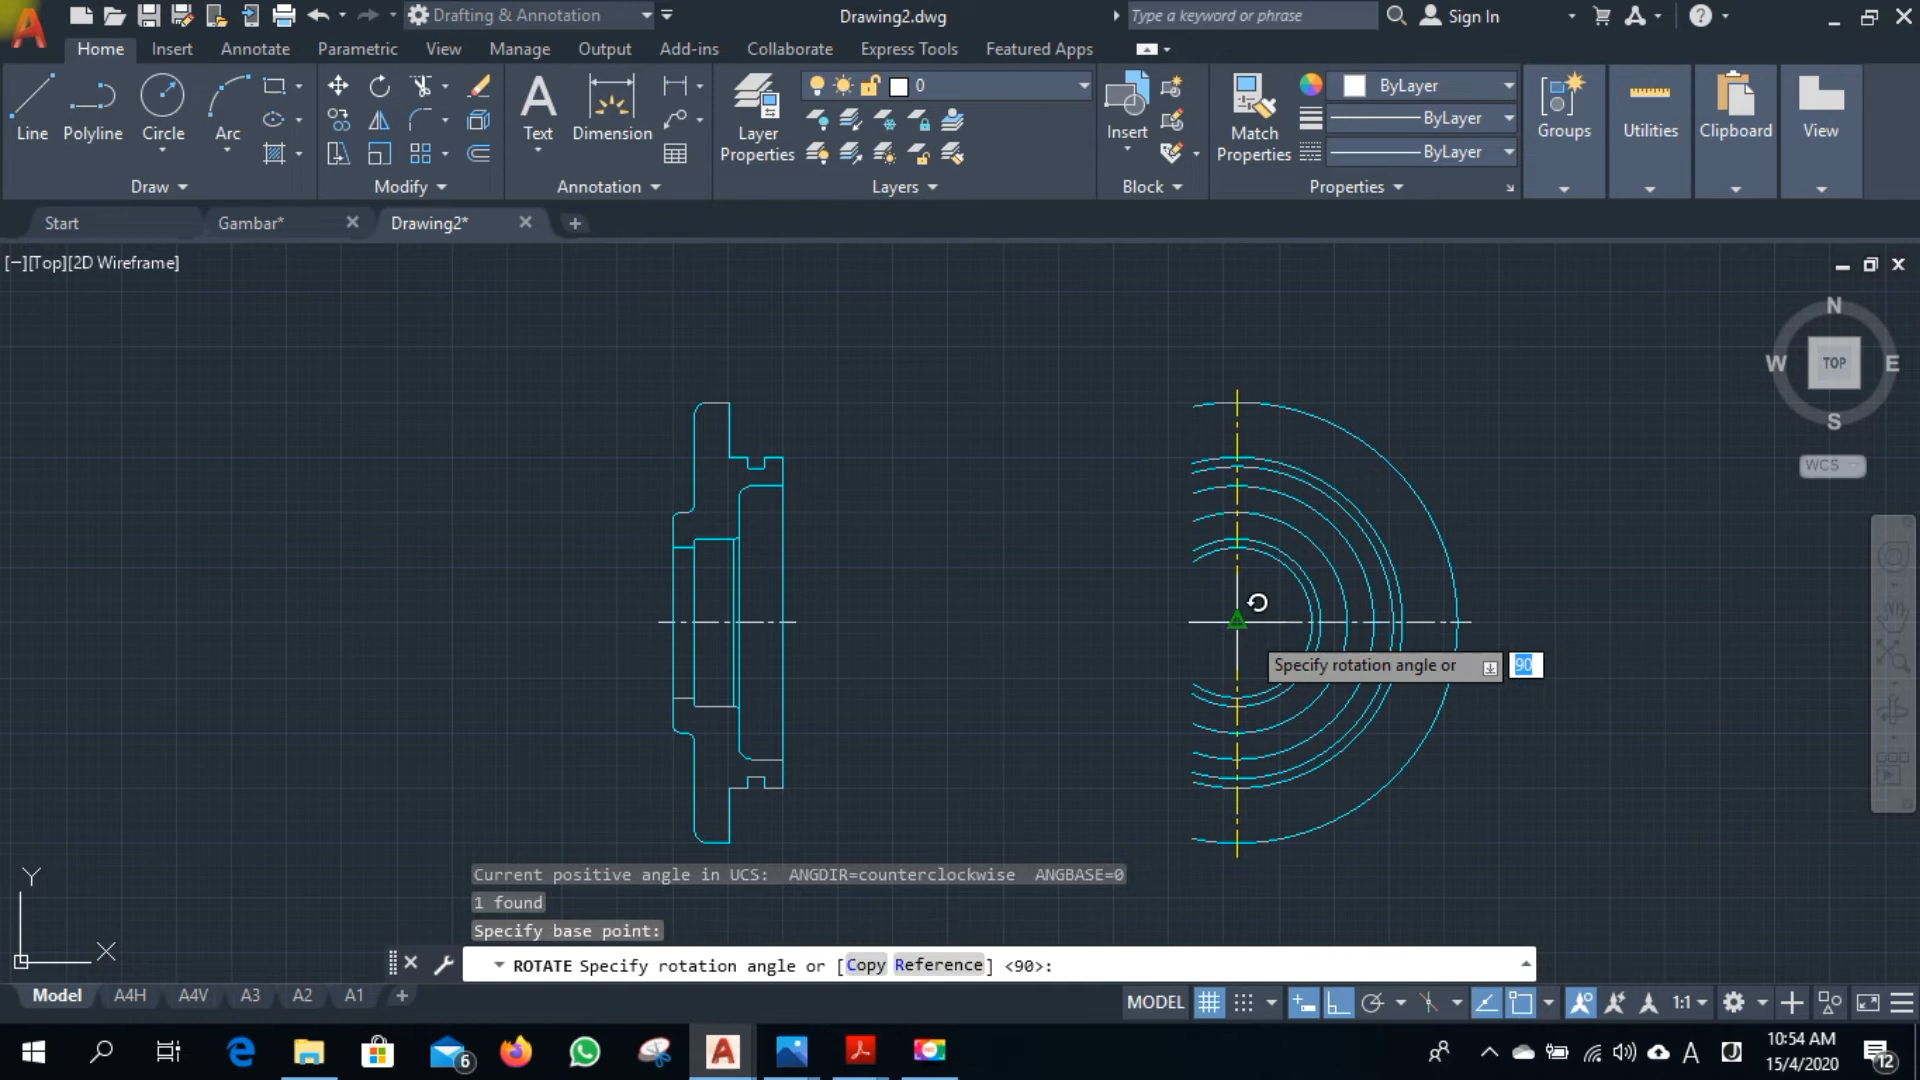 Drafting & Annotation
Drawing2.dwg
Type a keyword or phrase
Sign In
Home Insert Annotate Parametric View Manage Output Add-ins Collaborate Express Tools Featured Apps
Line Polyline Circle Arc
Draw
Modify
Text Dimension
Annotation
0
Layer Properties
Layers
Insert
Block
Match Properties
ByLayer
ByLayer
ByLayer
Properties
Groups
Utilities
Clipboard
View
Start Gambar* Drawing2*
[−][Top][2D Wireframe]
N
W TOP E
S
WCS
Specify rotation angle or 90
Current positive angle in UCS:  ANGDIR=counterclockwise  ANGBASE=0
1 found
Specify base point:
ROTATE Specify rotation angle or [Copy Reference] <90>:
Y
X
Model A4H A4V A3 A2 A1
MODEL 1:1
6
10:54 AM
15/4/2020
12